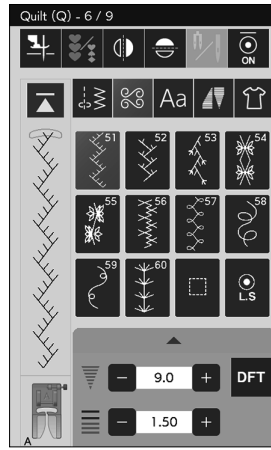 Quilt (Q) - 6 / 9
ON
Aa
51 52 53 54
55 56 57 58
59 60
L.S
− 9.0 + DFT
− 1.50 +
A